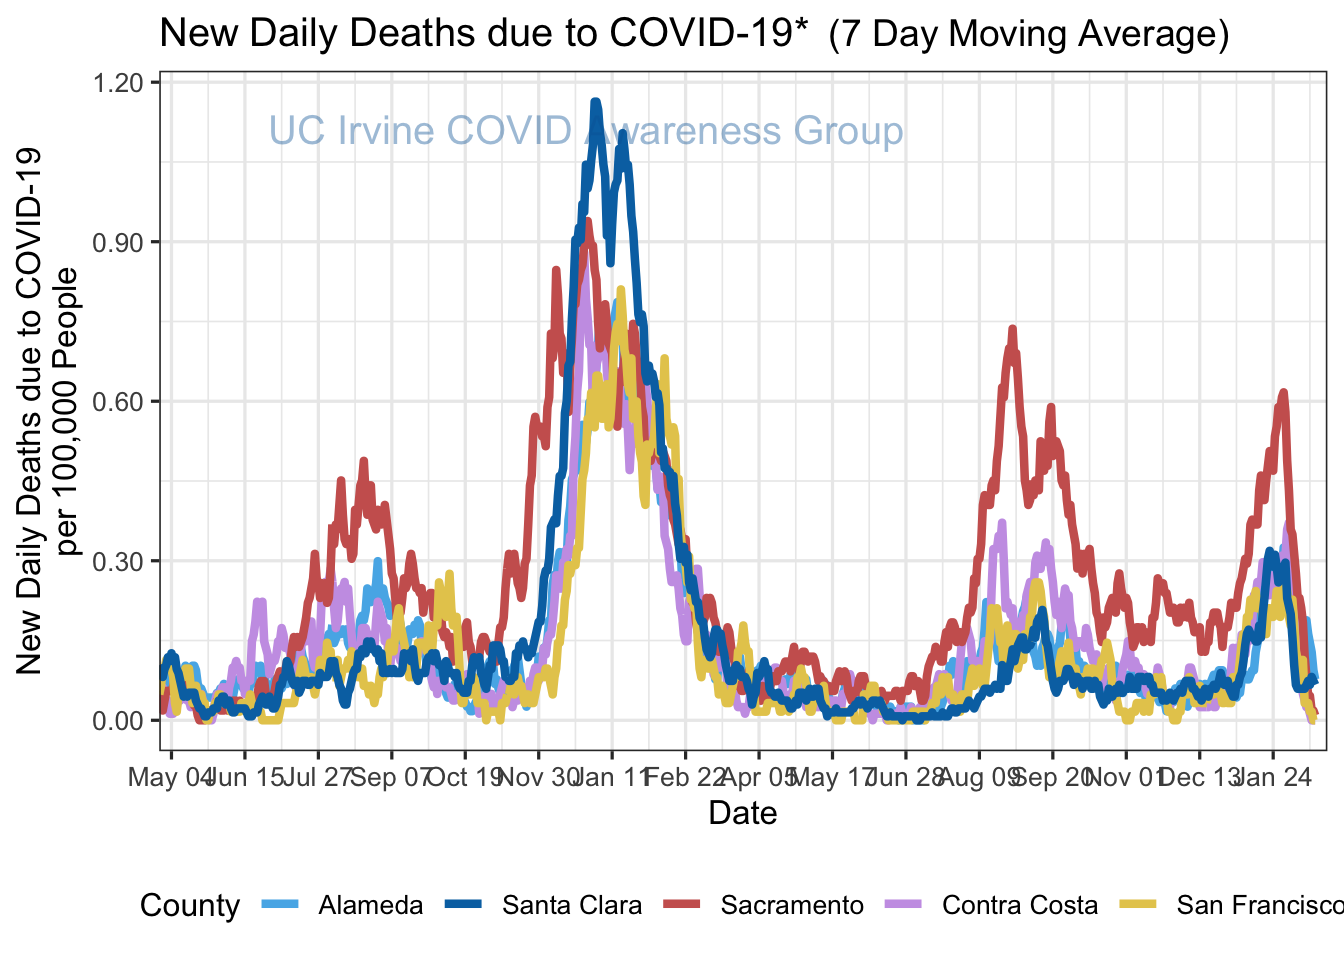 New Daily Deaths due to COVID-19* (7 Day Moving Average)
UC Irvine COVID Awareness Group
New Daily Deaths due to COVID-19
per 100,000 People
1.20
0.90
0.60
0.30
0.00
May 04 Jun 15 Jul 27 Sep 07 Oct 19 Nov 30 Jan 11 Feb 22 Apr 05 May 17 Jun 28 Aug 09 Sep 20 Nov 01 Dec 13 Jan 24
Date
County Alameda Santa Clara Sacramento Contra Costa San Francisco